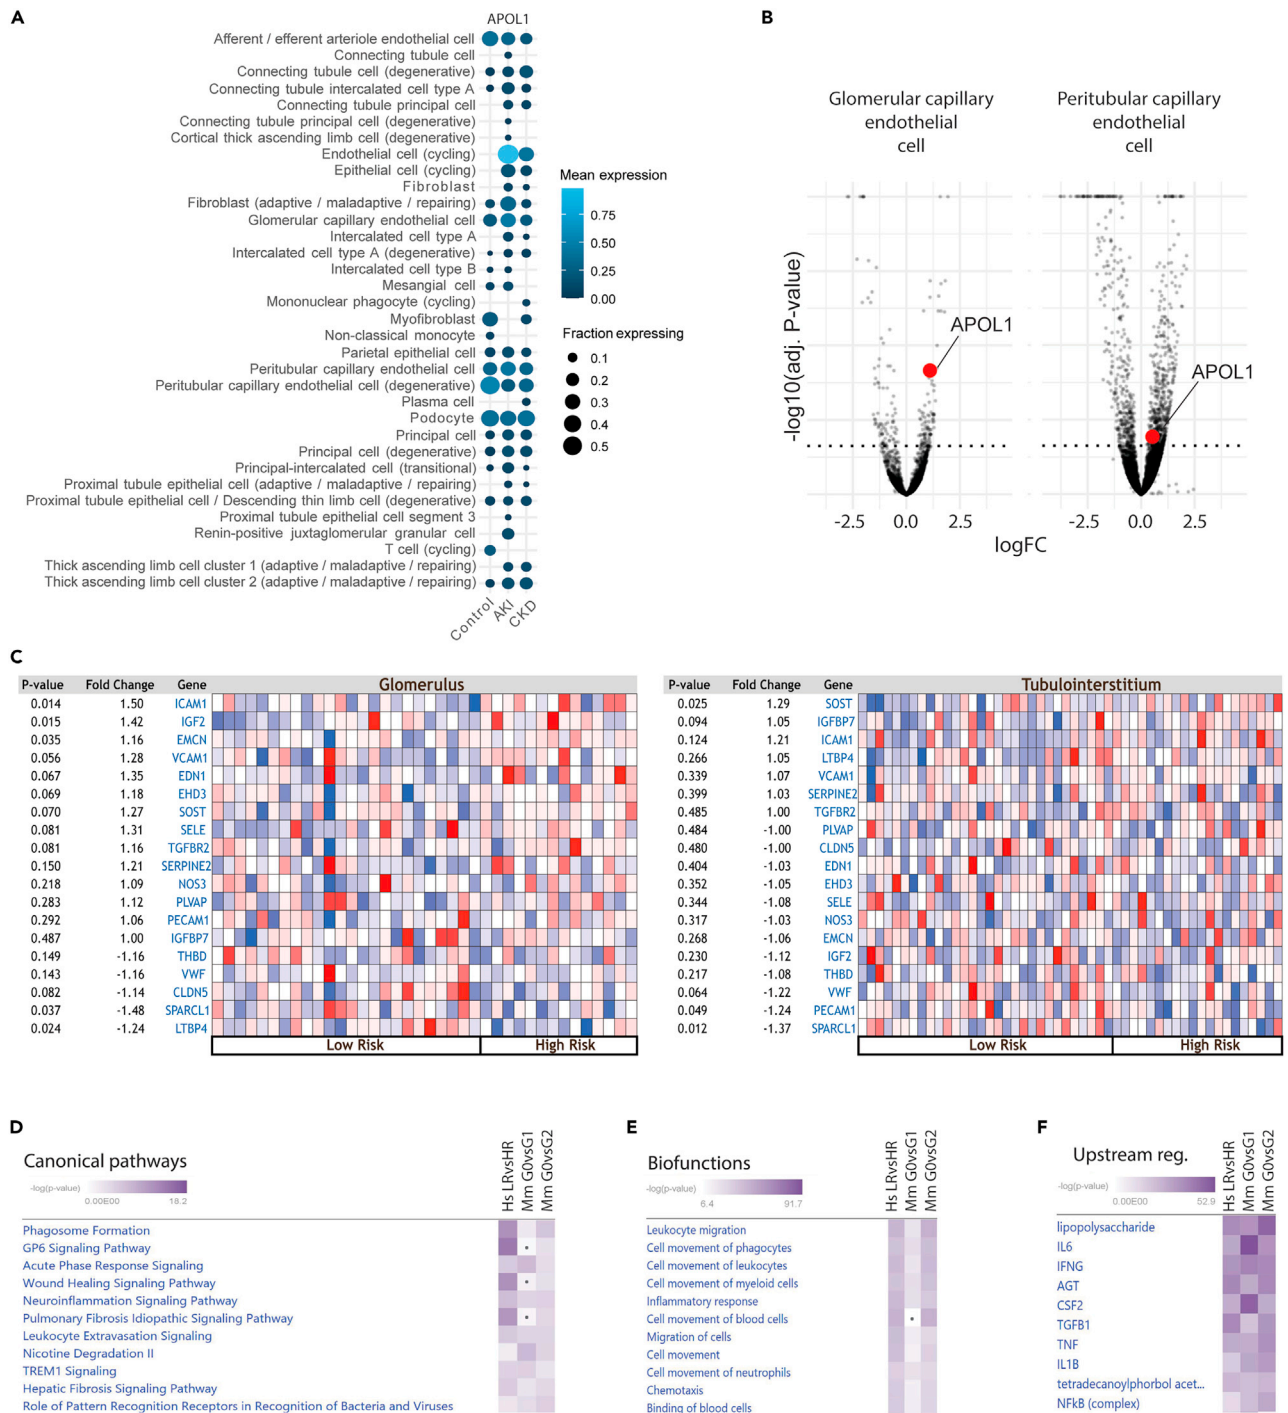 A
APOL1
Afferent / efferent arteriole endothelial cell
Connecting tubule cell
Connecting tubule cell (degenerative)
Connecting tubule intercalated cell type A
Connecting tubule principal cell
Connecting tubule principal cell (degenerative)
Cortical thick ascending limb cell (degenerative)
Endothelial cell (cycling)
Epithelial cell (cycling)
Fibroblast
Fibroblast (adaptive / maladaptive / repairing)
Glomerular capillary endothelial cell
Intercalated cell type A
Intercalated cell type A (degenerative)
Intercalated cell type B
Mesangial cell
Mononuclear phagocyte (cycling)
Myofibroblast
Non-classical monocyte
Parietal epithelial cell
Peritubular capillary endothelial cell
Peritubular capillary endothelial cell (degenerative)
Plasma cell
Podocyte
Principal cell
Principal cell (degenerative)
Principal-intercalated cell (transitional)
Proximal tubule epithelial cell (adaptive / maladaptive / repairing)
Proximal tubule epithelial cell / Descending thin limb cell (degenerative)
Proximal tubule epithelial cell segment 3
Renin-positive juxtaglomerular granular cell
T cell (cycling)
Thick ascending limb cell cluster 1 (adaptive / maladaptive / repairing)
Thick ascending limb cell cluster 2 (adaptive / maladaptive / repairing)
Control
AKI
CKD
Mean expression
0.75
0.50
0.25
0.00
Fraction expressing
0.1
0.2
0.3
0.4
0.5
B
Glomerular capillary
endothelial
cell
Peritubular capillary
endothelial
cell
-log10(adj. P-value)
APOL1
APOL1
-2.5 0.0 2.5
-2.5 0.0 2.5
logFC
C
P-value Fold Change Gene Glomerulus
0.014 1.50 ICAM1
0.015 1.42 IGF2
0.035 1.16 EMCN
0.056 1.28 VCAM1
0.067 1.35 EDN1
0.069 1.18 EHD3
0.070 1.27 SOST
0.081 1.31 SELE
0.081 1.16 TGFBR2
0.150 1.21 SERPINE2
0.218 1.09 NOS3
0.283 1.12 PLVAP
0.292 1.06 PECAM1
0.487 1.00 IGFBP7
0.149 -1.16 THBD
0.143 -1.16 VWF
0.082 -1.14 CLDN5
0.037 -1.48 SPARCL1
0.024 -1.24 LTBP4
Low Risk High Risk
P-value Fold Change Gene Tubulointerstitium
0.025 1.29 SOST
0.094 1.05 IGFBP7
0.124 1.21 ICAM1
0.266 1.05 LTBP4
0.339 1.07 VCAM1
0.399 1.03 SERPINE2
0.485 1.00 TGFBR2
0.484 -1.00 PLVAP
0.480 -1.00 CLDN5
0.404 -1.03 EDN1
0.352 -1.05 EHD3
0.344 -1.08 SELE
0.317 -1.03 NOS3
0.268 -1.06 EMCN
0.230 -1.12 IGF2
0.217 -1.08 THBD
0.064 -1.22 VWF
0.049 -1.24 PECAM1
0.012 -1.37 SPARCL1
Low Risk High Risk
D
Canonical pathways
-log(p-value)
0.00E00 18.2
Hs LRvsHR
Mm G0vsG1
Mm G0vsG2
Phagosome Formation
GP6 Signaling Pathway
Acute Phase Response Signaling
Wound Healing Signaling Pathway
Neuroinflammation Signaling Pathway
Pulmonary Fibrosis Idiopathic Signaling Pathway
Leukocyte Extravasation Signaling
Nicotine Degradation II
TREM1 Signaling
Hepatic Fibrosis Signaling Pathway
Role of Pattern Recognition Receptors in Recognition of Bacteria and Viruses
E
Biofunctions
-log(p-value)
6.4 91.7
Hs LRvsHR
Mm G0vsG1
Mm G0vsG2
Leukocyte migration
Cell movement of phagocytes
Cell movement of leukocytes
Cell movement of myeloid cells
Inflammatory response
Cell movement of blood cells
Migration of cells
Cell movement
Cell movement of neutrophils
Chemotaxis
Binding of blood cells
F
Upstream reg.
-log(p-value)
0.00E00 52.9
Hs LRvsHR
Mm G0vsG1
Mm G0vsG2
lipopolysaccharide
IL6
IFNG
AGT
CSF2
TGFB1
TNF
IL1B
tetradecanoylphorbol acet...
NFkB (complex)